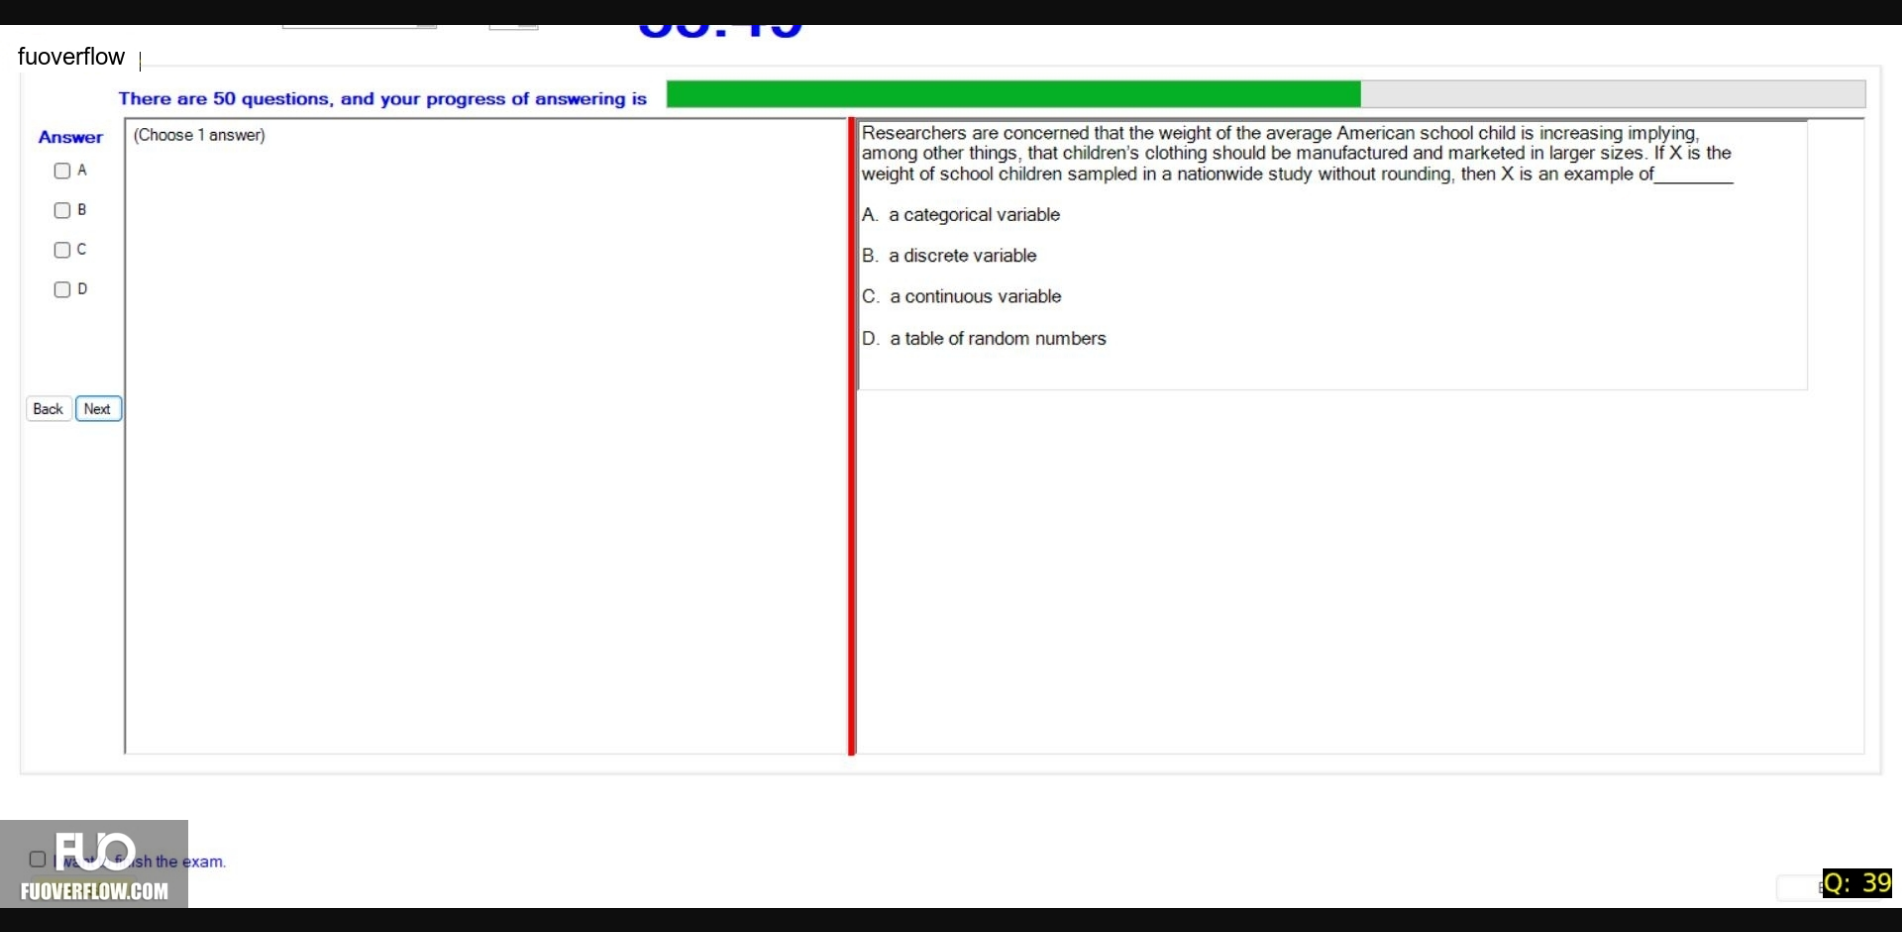 fuoverflow
There are 50 questions, and your progress of answering is
Answer
(Choose 1 answer)
A
B
C
D
Back
Next
Researchers are concerned that the weight of the average American school child is increasing implying,
among other things, that children's clothing should be manufactured and marketed in larger sizes. If X is the
weight of school children sampled in a nationwide study without rounding, then X is an example of________
A. a categorical variable
B. a discrete variable
C. a continuous variable
D. a table of random numbers
FUO
the exam.
FUOVERFLOW.COM
Q: 39